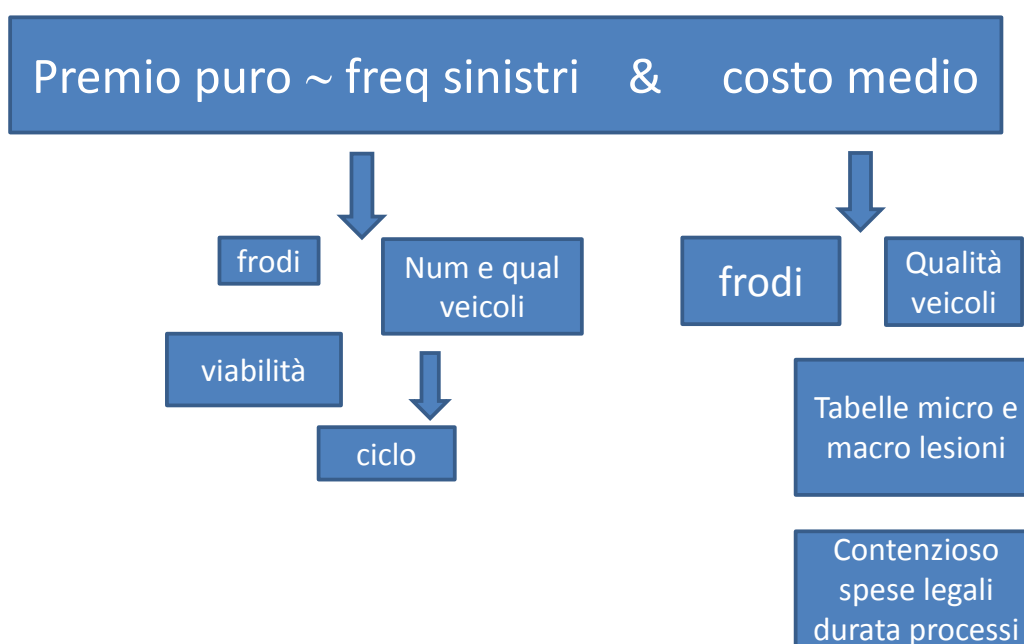 Premio puro ~ freq sinistri & costo medio
frodi
Num e qual
veicoli
viabilità
ciclo
frodi
Qualità
veicoli
Tabelle micro e
macro lesioni
Contenzioso
spese legali
durata processi